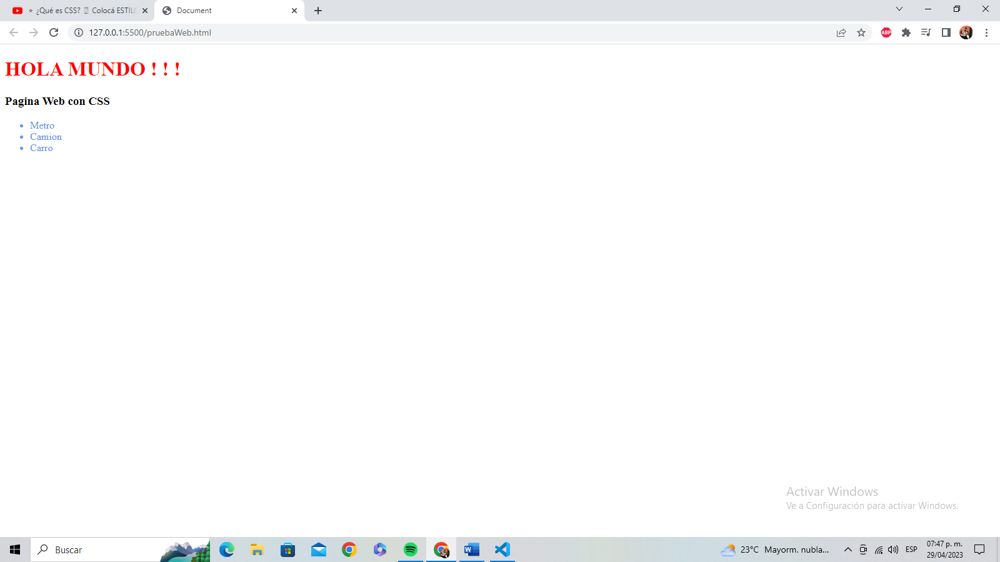 ¿Qué es CSS? Colocá ESTILO
Document
127.0.0.1:5500/pruebaWeb.html
ABP
HOLA MUNDO ! ! !
Pagina Web con CSS
Metro
Camion
Carro
Activar Windows
Ve a Configuración para activar Windows.
Buscar
23°C Mayorm. nubla...
ESP
07:47 p. m.
29/04/2023